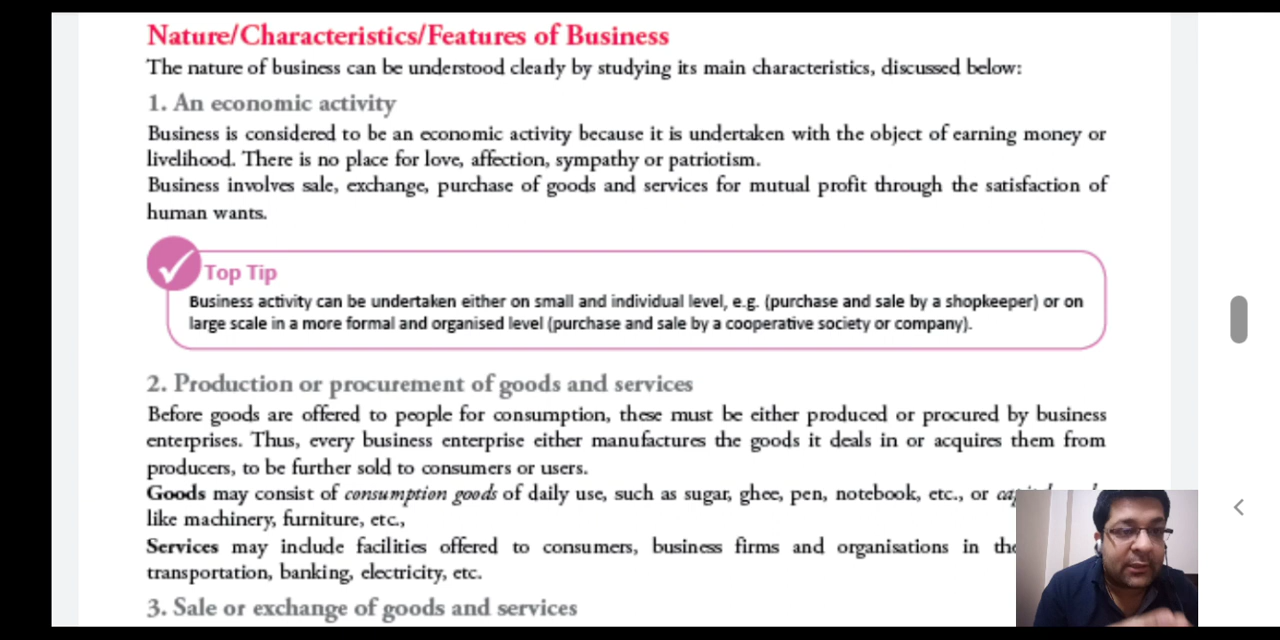 Nature/Characteristics/Features of Business
The nature of business can be understood clearly by studying its main characteristics, discussed below:
1. An economic activity
Business is considered to be an economic activity because it is undertaken with the object of earning money or
livelihood. There is no place for love, affection, sympathy or patriotism.
Business involves sale, exchange, purchase of goods and services for mutual profit through the satisfaction of
human wants.
Top Tip
Business activity can be undertaken either on small and individual level, e.g. (purchase and sale by a shopkeeper) or on
large scale in a more formal and organised level (purchase and sale by a cooperative society or company).
2. Production or procurement of goods and services
Before goods are offered to people for consumption, these must be either produced or procured by business
enterprises. Thus, every business enterprise either manufactures the goods it deals in or acquires them from
producers, to be further sold to consumers or users.
Goods may consist of consumption goods of daily use, such as sugar, ghee, pen, notebook, etc., or
like machinery, furniture, etc.,
Services may include facilities offered to consumers, business firms and organisations in
transportation, banking, electricity, etc.
3. Sale or exchange of goods and services